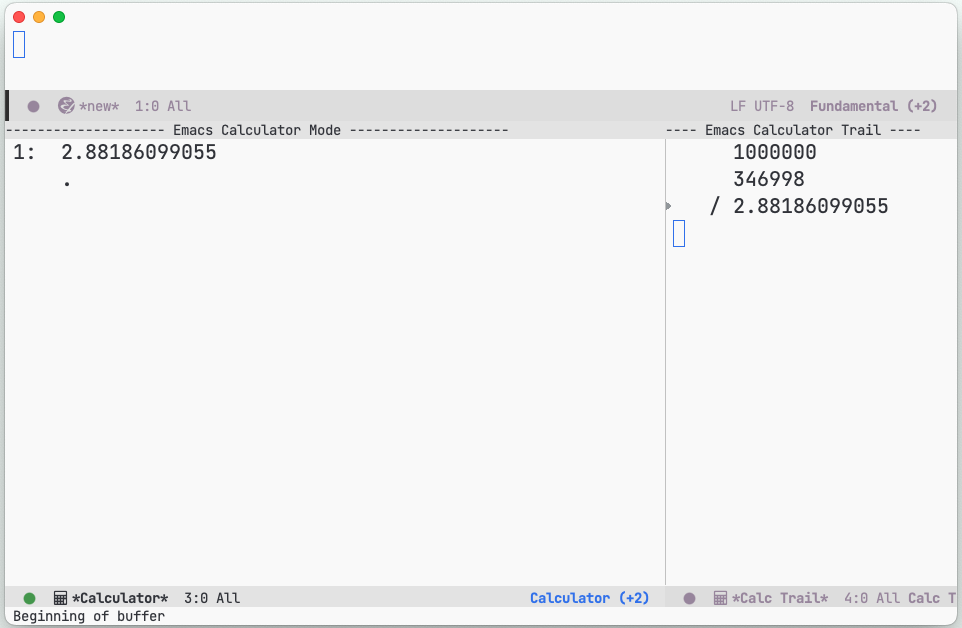 *new* 1:0 All LF UTF-8 Fundamental (+2)
------------------- Emacs Calculator Mode -------------------
1: 2.88186099055
.
---- Emacs Calculator Trail ----
1000000
346998
/ 2.88186099055
*Calculator* 3:0 All Calculator (+2)
*Calc Trail* 4:0 All Calc T
Beginning of buffer